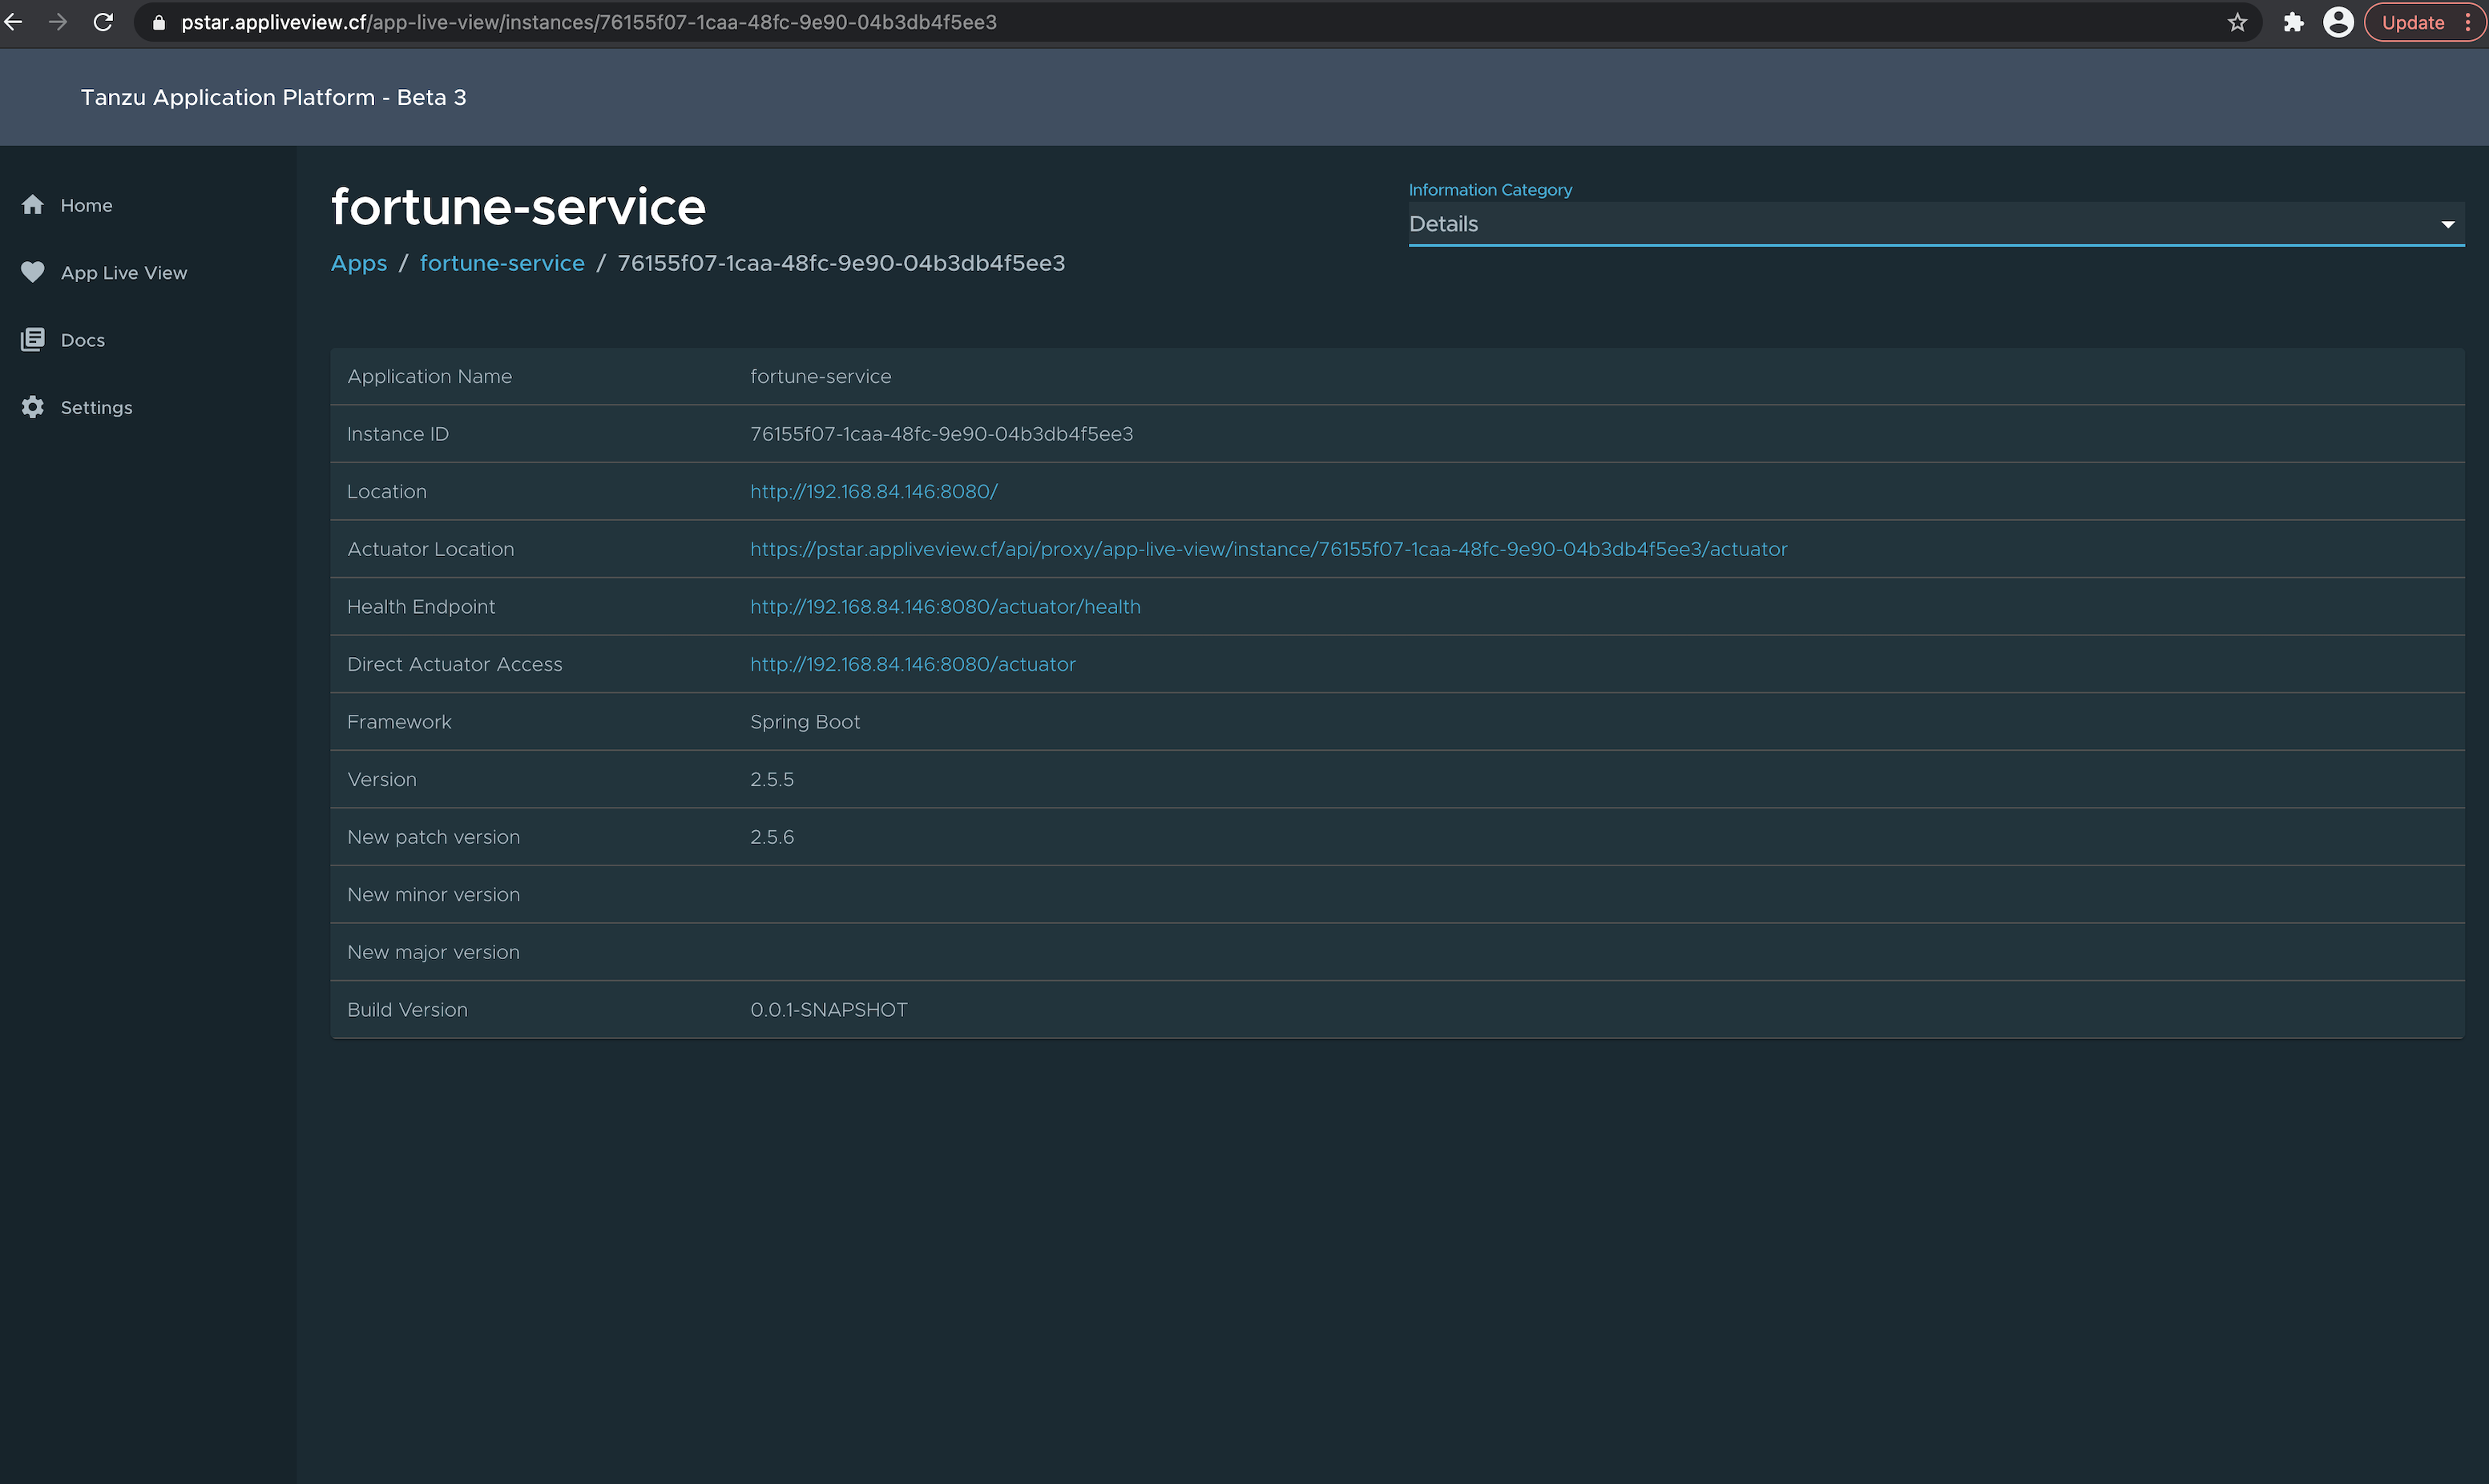 pstar.appliveview.cf/app-live-view/instances/76155f07-1caa-48fc-9e90-04b3db4f5ee3
Update
Tanzu Application Platform - Beta 3
Home
App Live View
Docs
Settings
fortune-service
Apps / fortune-service / 76155f07-1caa-48fc-9e90-04b3db4f5ee3
Information Category
Details
Application Name fortune-service
Instance ID 76155f07-1caa-48fc-9e90-04b3db4f5ee3
Location http://192.168.84.146:8080/
Actuator Location https://pstar.appliveview.cf/api/proxy/app-live-view/instance/76155f07-1caa-48fc-9e90-04b3db4f5ee3/actuator
Health Endpoint http://192.168.84.146:8080/actuator/health
Direct Actuator Access http://192.168.84.146:8080/actuator
Framework Spring Boot
Version 2.5.5
New patch version 2.5.6
New minor version
New major version
Build Version 0.0.1-SNAPSHOT